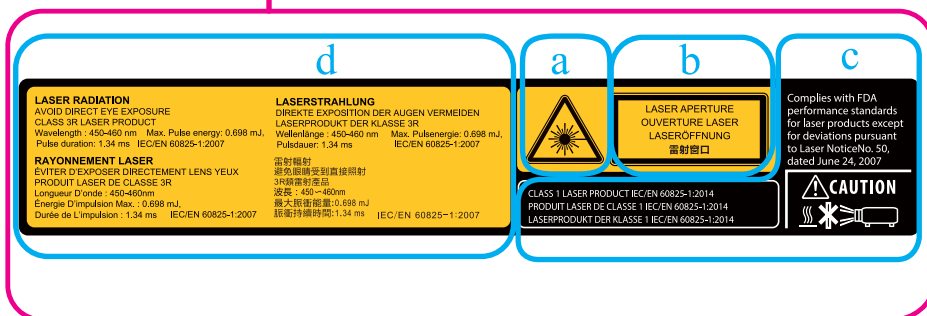 d
a
b
c
LASER RADIATION
AVOID DIRECT EYE EXPOSURE
CLASS 3R LASER PRODUCT
Wavelength : 450-460 nm   Max. Pulse energy: 0.698 mJ,
Pulse duration: 1.34 ms   IEC/EN 60825-1:2007
RAYONNEMENT LASER
ÉVITER D'EXPOSER DIRECTEMENT LENS YEUX
PRODUIT LASER DE CLASSE 3R
Longueur D'onde : 450-460nm
Énergie D'impulsion Max. : 0.698mJ,
Durée de L'impulsion : 1.34 ms   IEC/EN 60825-1:2007
LASERSTRAHLUNG
DIREKTE EXPOSITION DER AUGEN VERMEIDEN
LASERPRODUKT DER KLASSE 3R
Wellenlänge : 450-460 nm   Max. Pulsenergie: 0.698 mJ,
Pulsdauer: 1.34 ms   IEC/EN 60825-1:2007
雷射輻射
避免眼睛受到直接照射
3R類雷射產品
波長 : 450~460nm
最大脈衝能量:0.698 mJ
脈衝持續時間:1.34 ms   IEC/EN 60825-1:2007
LASER APERTURE
OUVERTURE LASER
LASERÖFFNUNG
雷射窗口
CLASS 1 LASER PRODUCT IEC/EN 60825-1:2014
PRODUIT LASER DE CLASSE 1 IEC/EN 60825-1:2014
LASERPRODUKT DER KLASSE 1 IEC/EN 60825-1:2014
Complies with FDA
performance standards
for laser products except
for deviations pursuant
to Laser NoticeNo. 50,
dated June 24, 2007
CAUTION